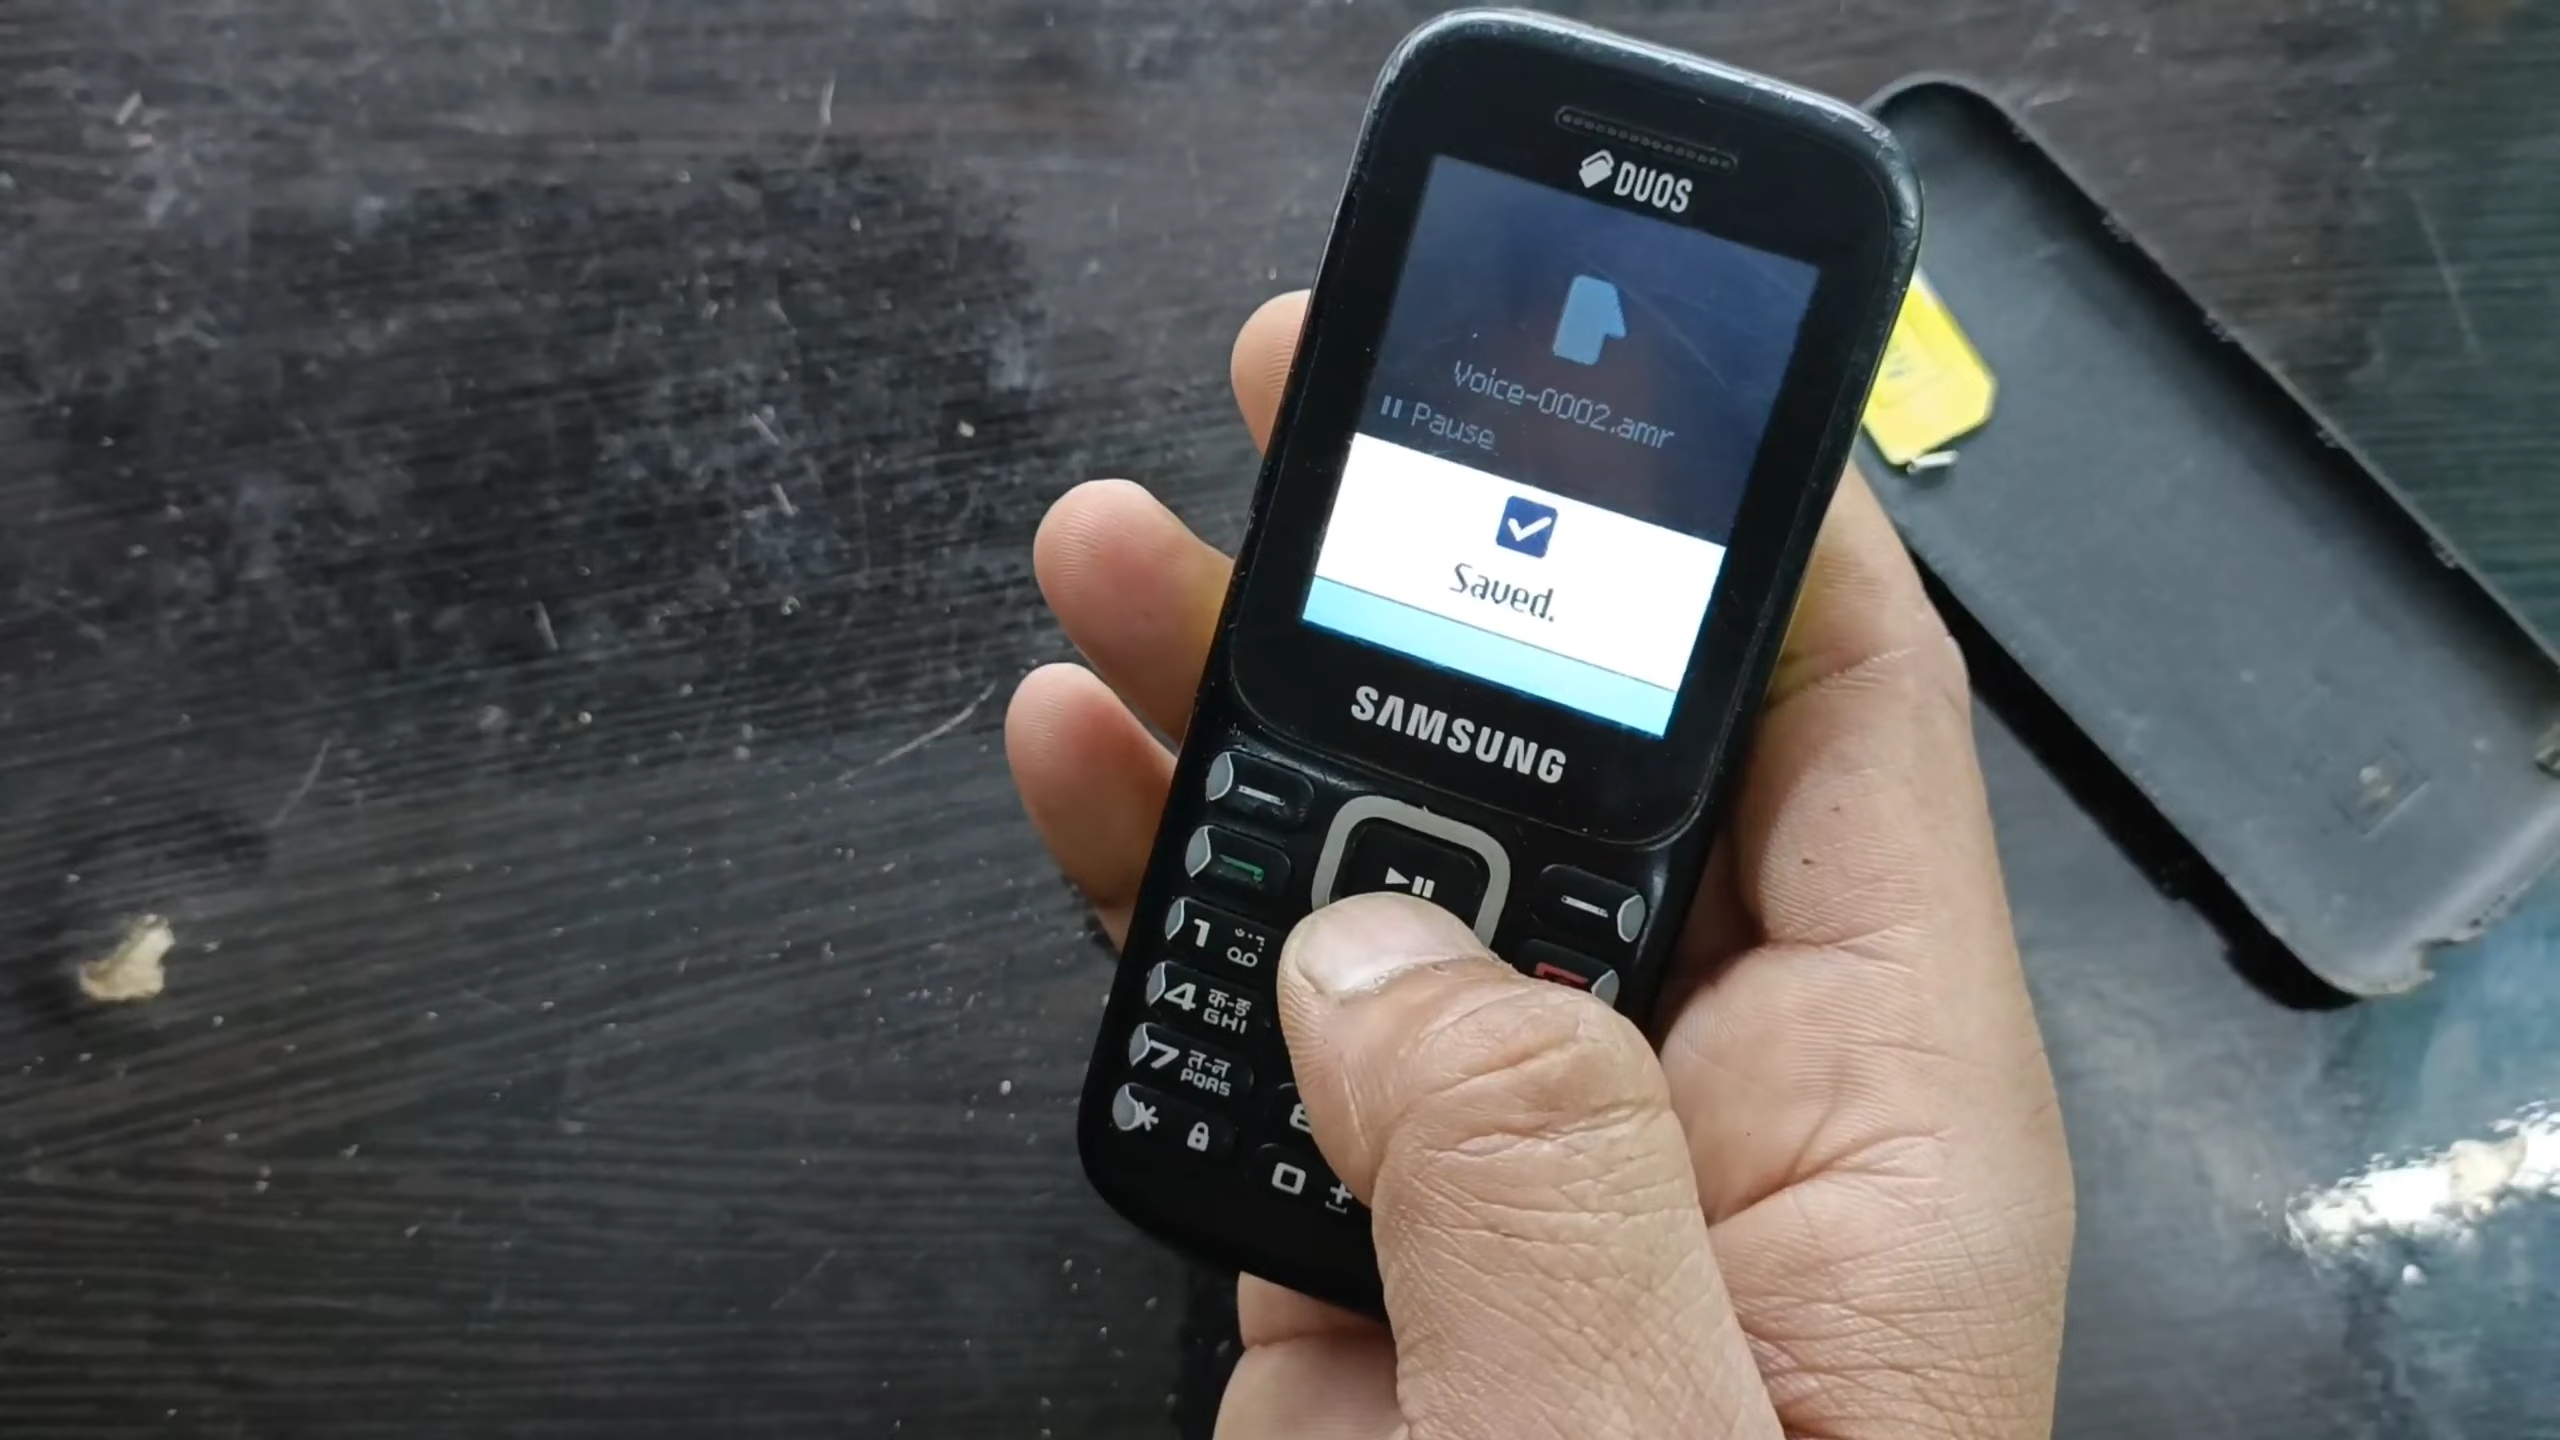 DUOS
Voice-0002.amr
Pause
Saved.
SAMSUNG
1
4 क-ङ
GHI
7 त-न
PQRS
*
0 +